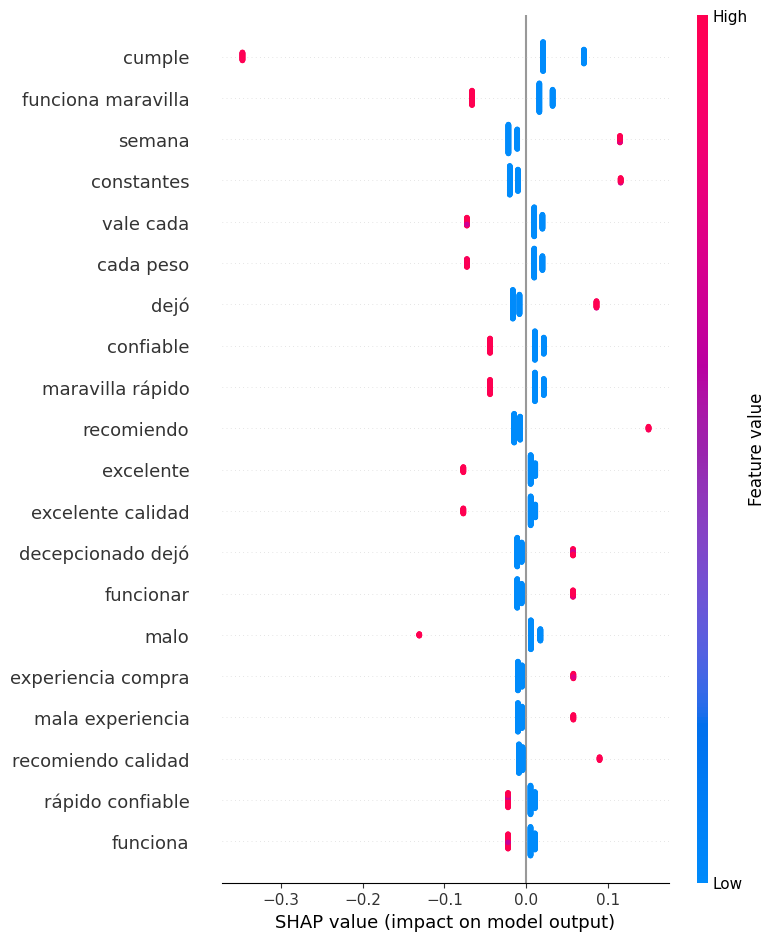 High
cumple
funciona maravilla
semana
constantes
vale cada
cada peso
dejó
confiable
maravilla rápido
recomiendo
excelente
excelente calidad
decepcionado dejó
funcionar
malo
experiencia compra
mala experiencia
recomiendo calidad
rápido confiable
funciona
Feature value
Low
−0.3 −0.2 −0.1 0.0 0.1
SHAP value (impact on model output)